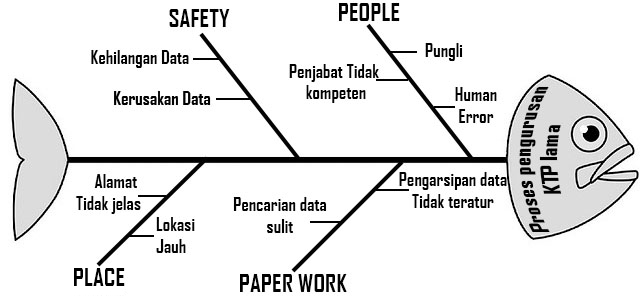 SAFETY
Kehilangan Data
Kerusakan Data
PEOPLE
Pungli
Penjabat Tidak
kompeten
Human
Error
Proses pengurusan
KTP lama
Alamat
Tidak jelas
Lokasi
Jauh
PLACE
Pencarian data
sulit
Pengarsipan data
Tidak teratur
PAPER WORK